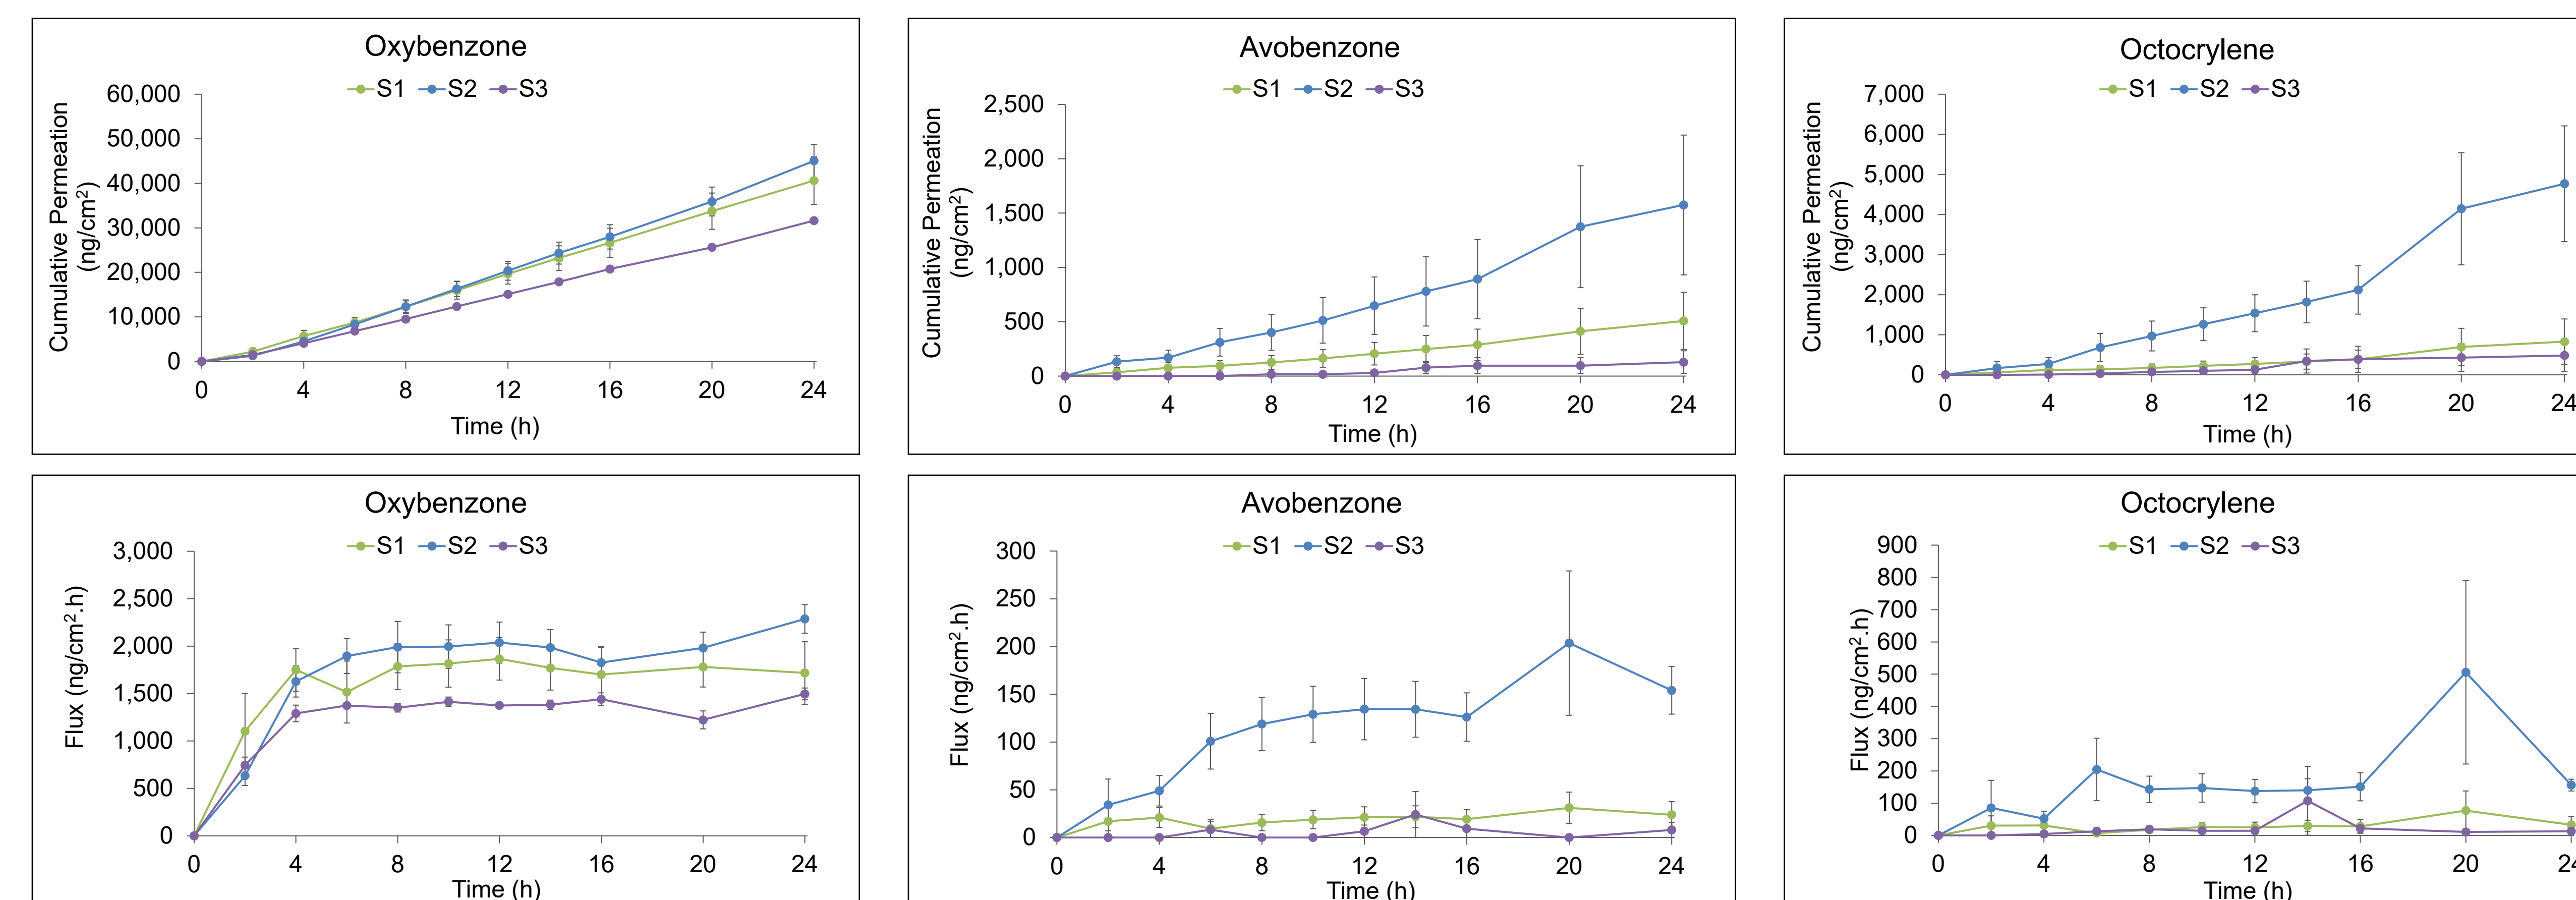 Oxybenzone
S1 S2 S3
Cumulative Permeation
(ng/cm²)
60,000
50,000
40,000
30,000
20,000
10,000
0
0 4 8 12 16 20 24
Time (h)
Avobenzone
S1 S2 S3
Cumulative Permeation
(ng/cm²)
2,500
2,000
1,500
1,000
500
0
0 4 8 12 16 20 24
Time (h)
Octocrylene
S1 S2 S3
Cumulative Permeation
(ng/cm²)
7,000
6,000
5,000
4,000
3,000
2,000
1,000
0
0 4 8 12 16 20 24
Time (h)
Oxybenzone
S1 S2 S3
Flux (ng/cm².h)
3,000
2,500
2,000
1,500
1,000
500
0
0 4 8 12 16 20 24
Time (h)
Avobenzone
S1 S2 S3
Flux (ng/cm².h)
300
250
200
150
100
50
0
0 4 8 12 16 20 24
Time (h)
Octocrylene
S1 S2 S3
Flux (ng/cm².h)
900
800
700
600
500
400
300
200
100
0
0 4 8 12 16 20 24
Time (h)